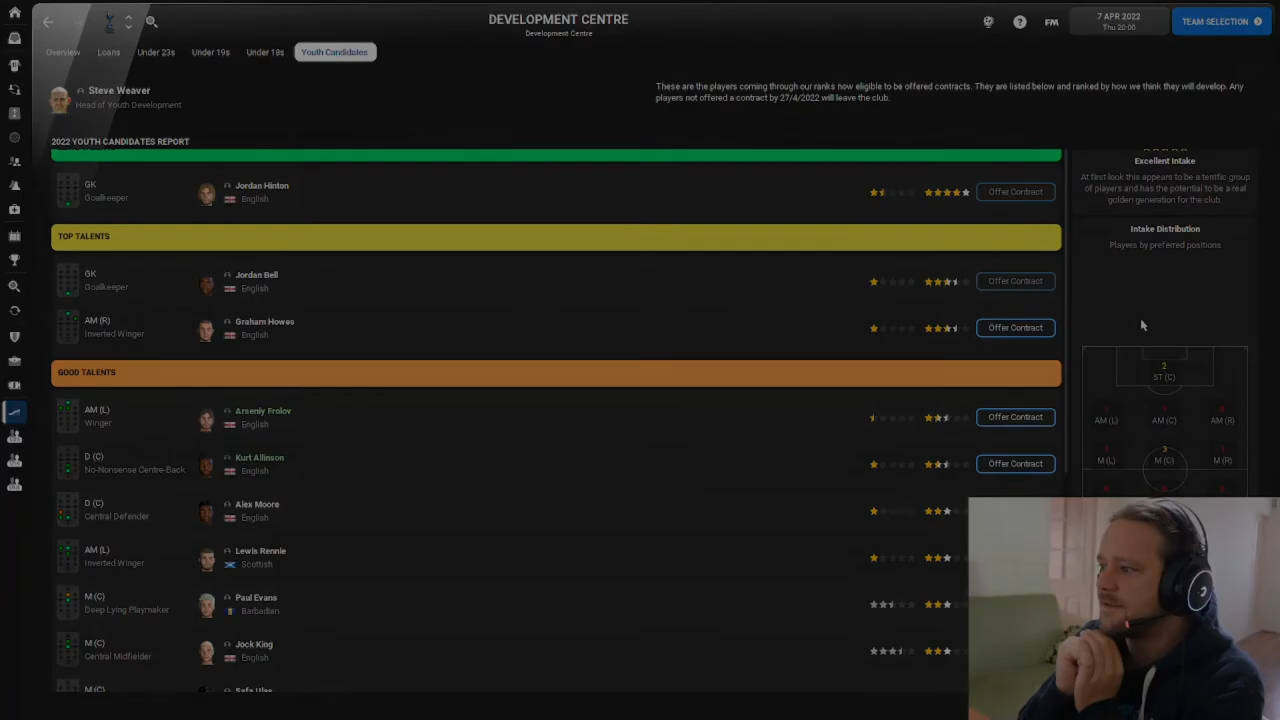 DEVELOPMENT CENTRE
Development Centre
FM
7 APR 2022
Thu 20:00
TEAM SELECTION
Overview
Loans
Under 23s
Under 19s
Under 18s
Youth Candidates
Steve Weaver
Head of Youth Development
These are the players coming through our ranks now eligible to be offered contracts. They are listed below and ranked by how we think they will develop. Any
players not offered a contract by 27/4/2022 will leave the club.
2022 YOUTH CANDIDATES REPORT
GK
Goalkeeper
Jordan Hinton
English
Offer Contract
TOP TALENTS
GK
Goalkeeper
Jordan Bell
English
Offer Contract
AM (R)
Inverted Winger
Graham Howes
English
Offer Contract
GOOD TALENTS
AM (L)
Winger
Arseniy Frolov
English
Offer Contract
D (C)
No-Nonsense Centre-Back
Kurt Allinson
English
Offer Contract
D (C)
Central Defender
Alex Moore
English
AM (L)
Inverted Winger
Lewis Rennie
Scottish
M (C)
Deep Lying Playmaker
Paul Evans
Barbadian
M (C)
Central Midfielder
Jock King
English
M (C)
Excellent Intake
At first look this appears to be a terrific group
of players and has the potential to be a real
golden generation for the club.
Intake Distribution
Players by preferred positions
2
ST (C)
AM (L)
AM (C)
AM (R)
3
M (L)
M (C)
M (R)